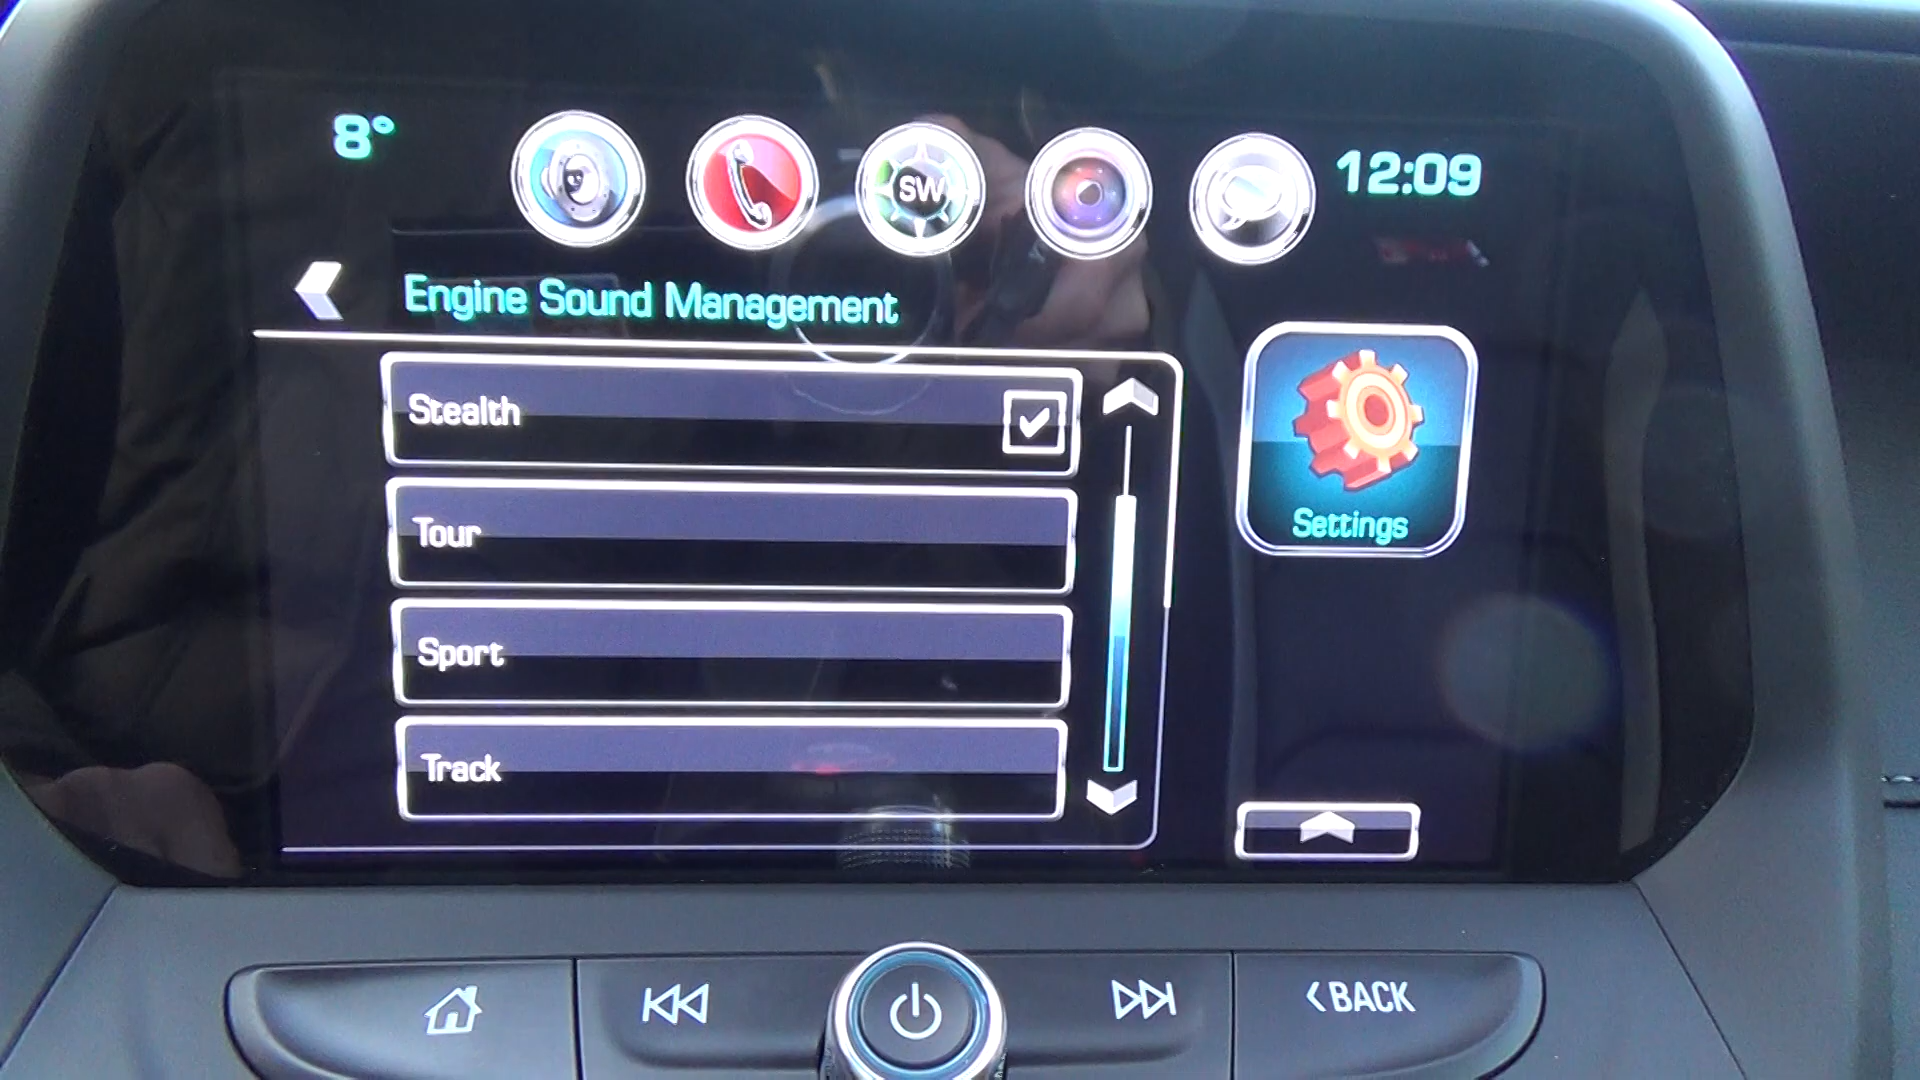 8°
SW
12:09
Engine Sound Management
Stealth
Tour
Sport
Track
Settings
BACK